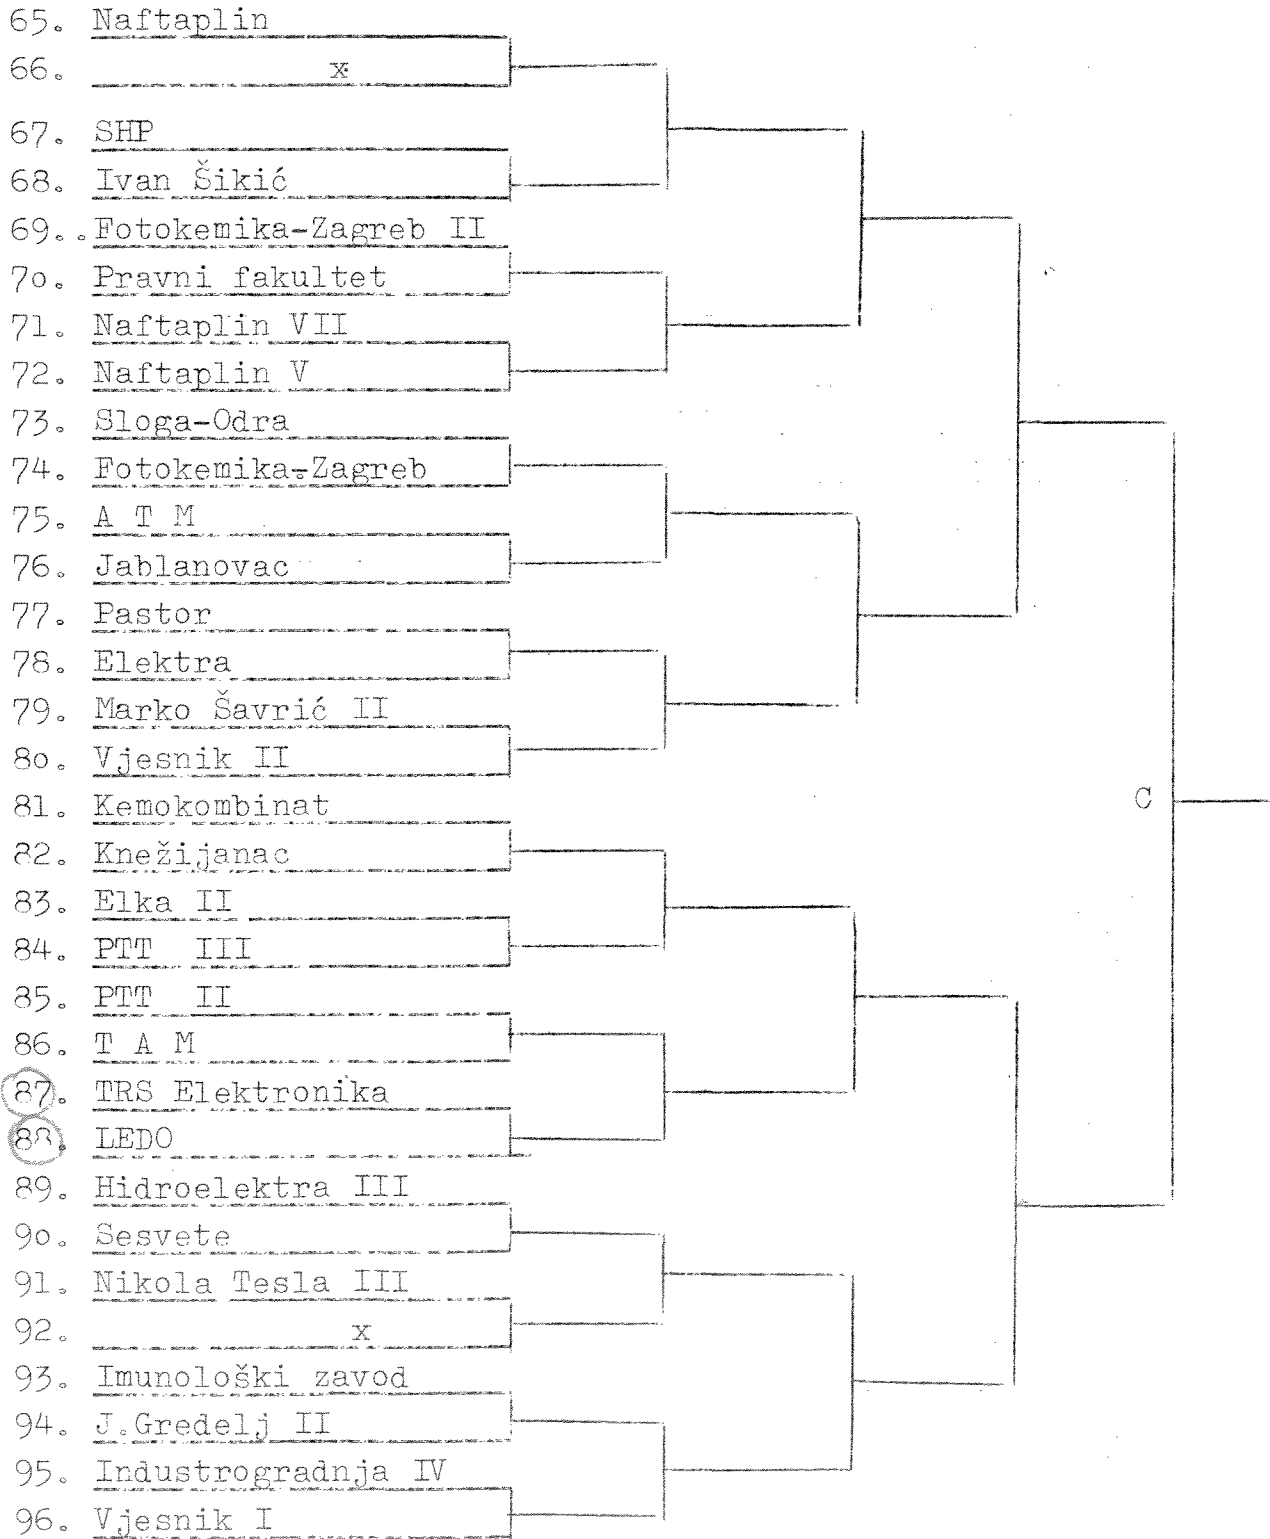 65. Naftaplin
66. x
67. SHP
68. Ivan Šikić
69. Fotokemika-Zagreb II
7o. Pravni fakultet
71. Naftaplin VII
72. Naftaplin V
73. Sloga-Odra
74. Fotokemika-Zagreb
75. A T M
76. Jablanovac
77. Pastor
78. Elektra
79. Marko Šavrić II
8o. Vjesnik II
81. Kemokombinat
C
82. Knežijanac
83. Elka II
84. PTT III
85. PTT II
86. T A M
87. TRS Elektronika
88. LEDO
89. Hidroelektra III
9o. Sesvete
91. Nikola Tesla III
92. x
93. Imunološki zavod
94. J.Gredelj II
95. Industrogradnja IV
96. Vjesnik I